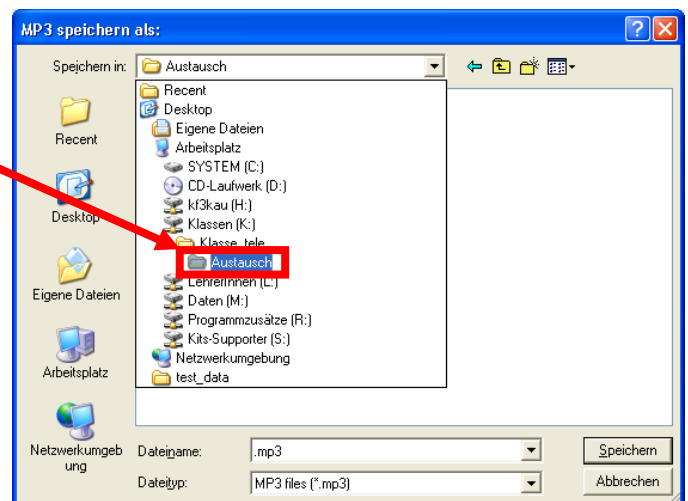 MP3 speichern als:
Speichern in:
Austausch
Recent
Desktop
Eigene Dateien
Arbeitsplatz
SYSTEM (C:)
CD-Laufwerk (D:)
kf3kau (H:)
Klassen (K:)
Klasse_tele
Austausch
LehrerInnen (L:)
Daten (M:)
Programmzusätze (R:)
Kits-Supporter (S:)
Netzwerkumgebung
test_data
Recent
Desktop
Eigene Dateien
Arbeitsplatz
Netzwerkumgeb
ung
Dateiname:
.mp3
Speichern
Dateityp:
MP3 files (*.mp3)
Abbrechen